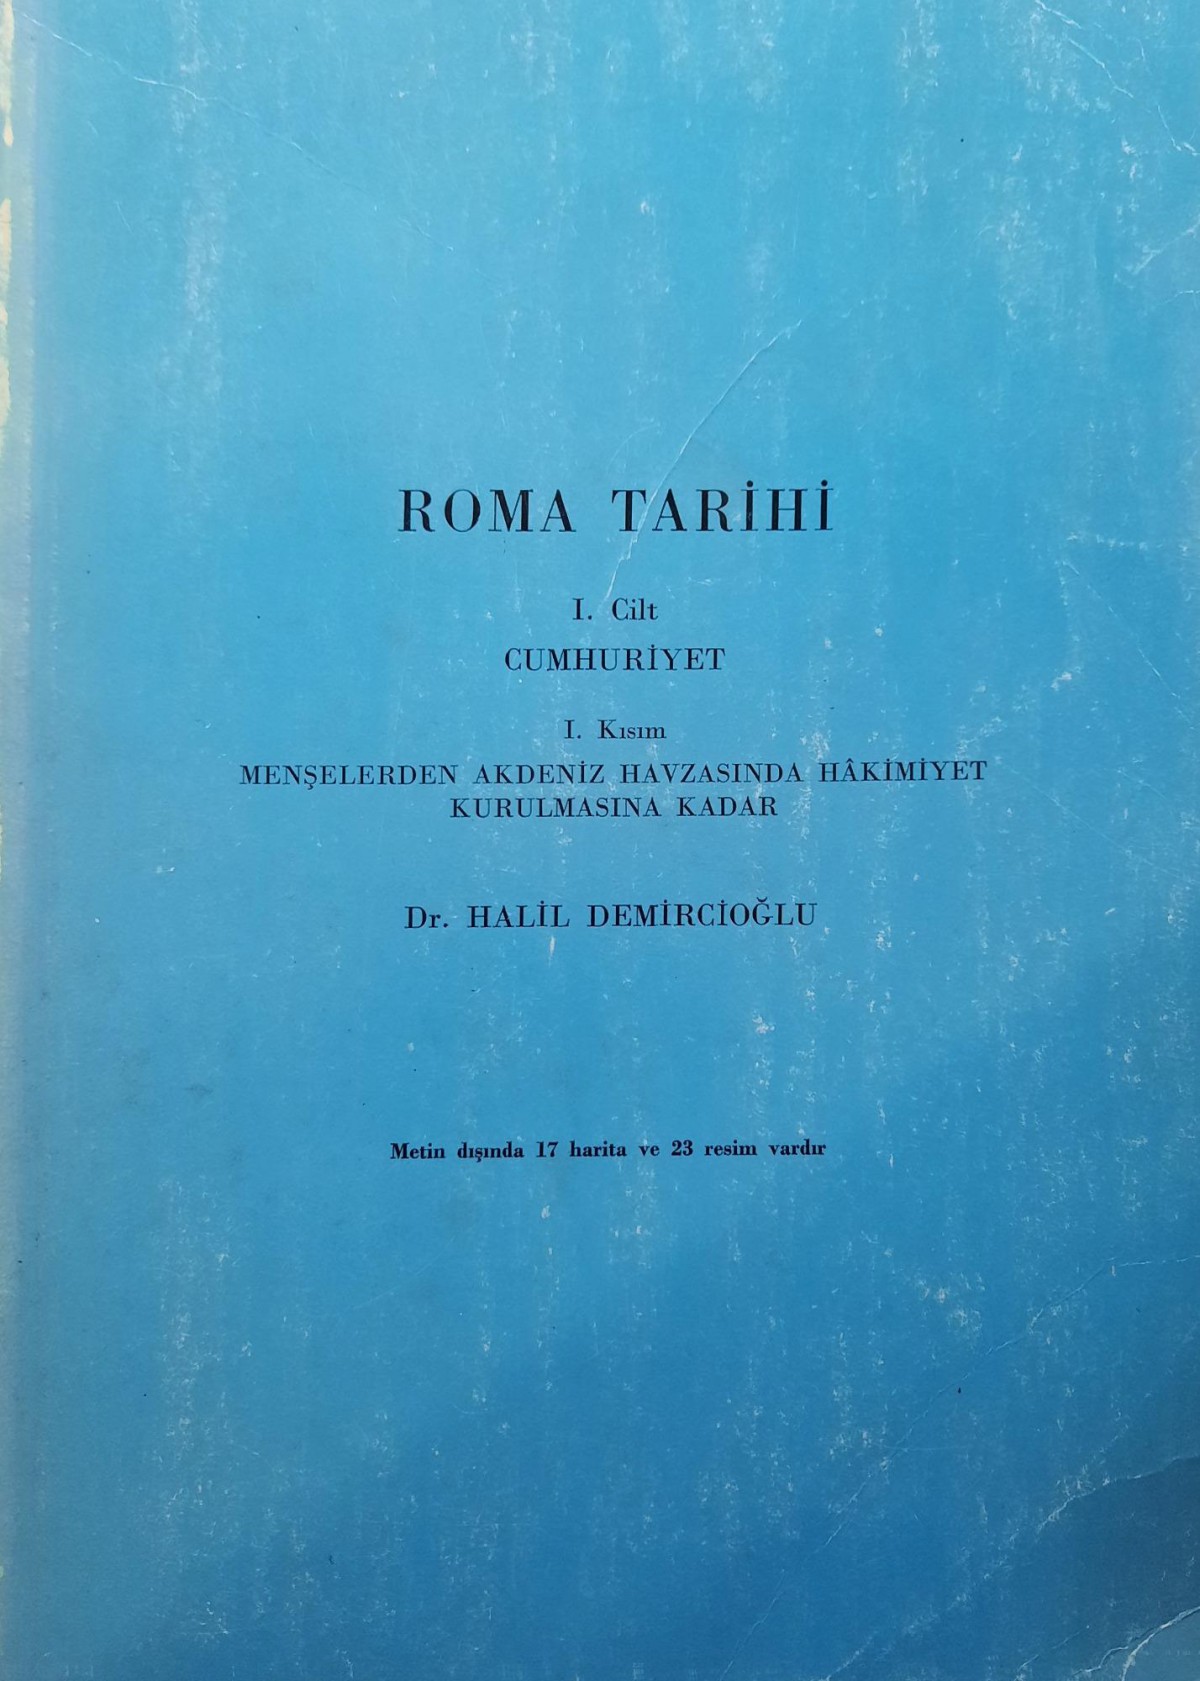 ROMA TARİHİ
I. Cilt
CUMHURİYET
I. Kısım
MENŞELERDEN AKDENİZ HAVZASINDA HÂKİMİYET
KURULMASINA KADAR
Dr. HALİL DEMİRCİOĞLU
Metin dışında 17 harita ve 23 resim vardır